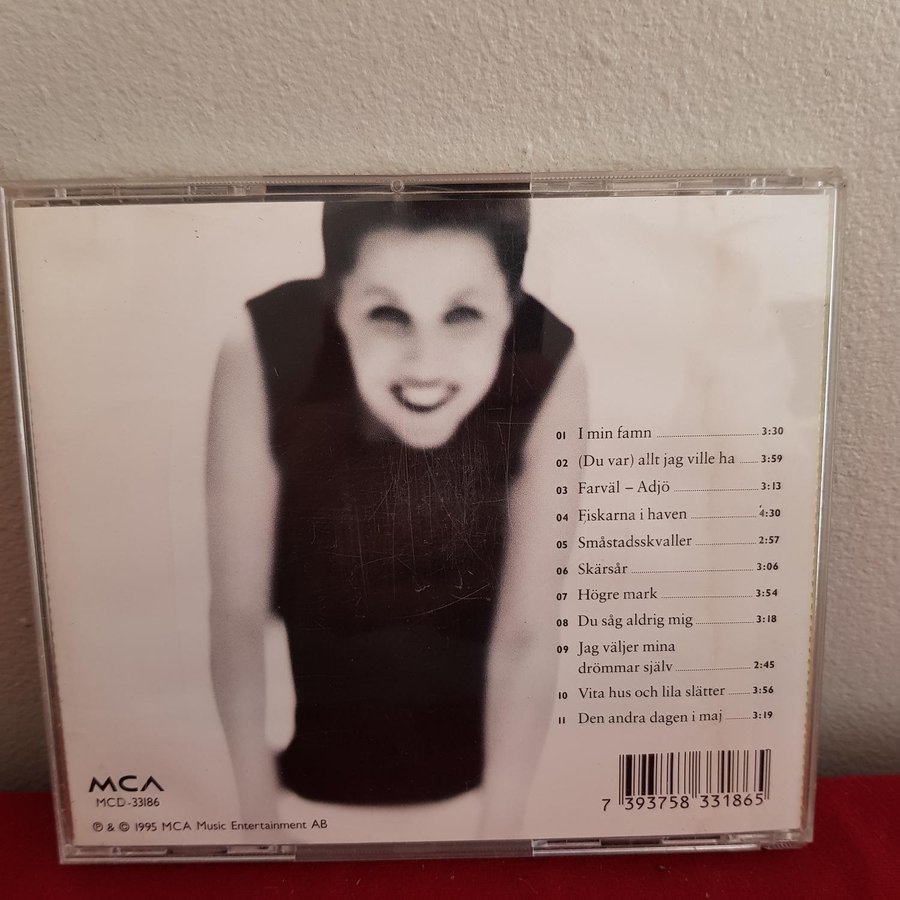 01 I min famn 3:30
02 (Du var) allt jag ville ha 3:59
03 Farväl – Adjö 3:13
04 Fiskarna i haven 4:30
05 Småstadsskvaller 2:57
06 Skärsår 3:06
07 Högre mark 3:54
08 Du såg aldrig mig 3:18
09 Jag väljer mina
drömmar själv 2:45
10 Vita hus och lila slätter 3:56
11 Den andra dagen i maj 3:19
MCA
MCD-33186
℗ & © 1995 MCA Music Entertainment AB
7 393758 331865